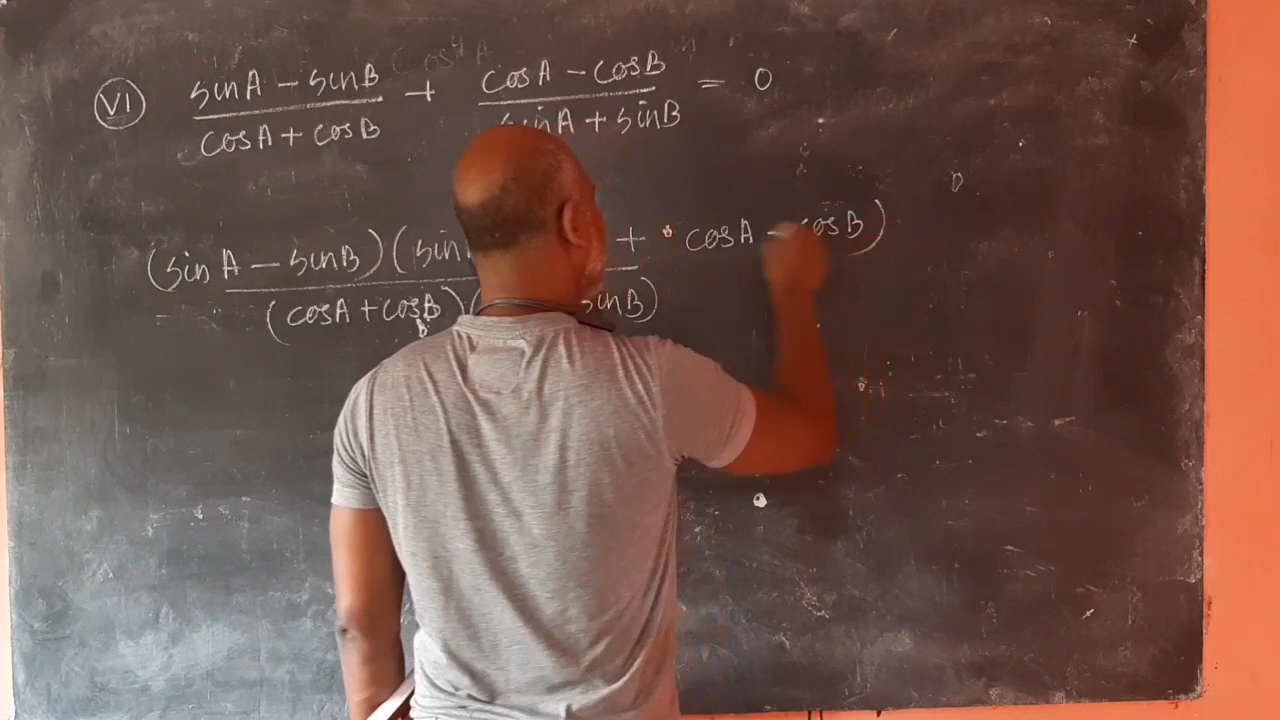 VI sinA – sinB + cosA – cosB = 0
cosA + cosB sinA + sinB
(sinA – sinB)(sin + cosA – cosB)
(cosA + cosB)( sinB)